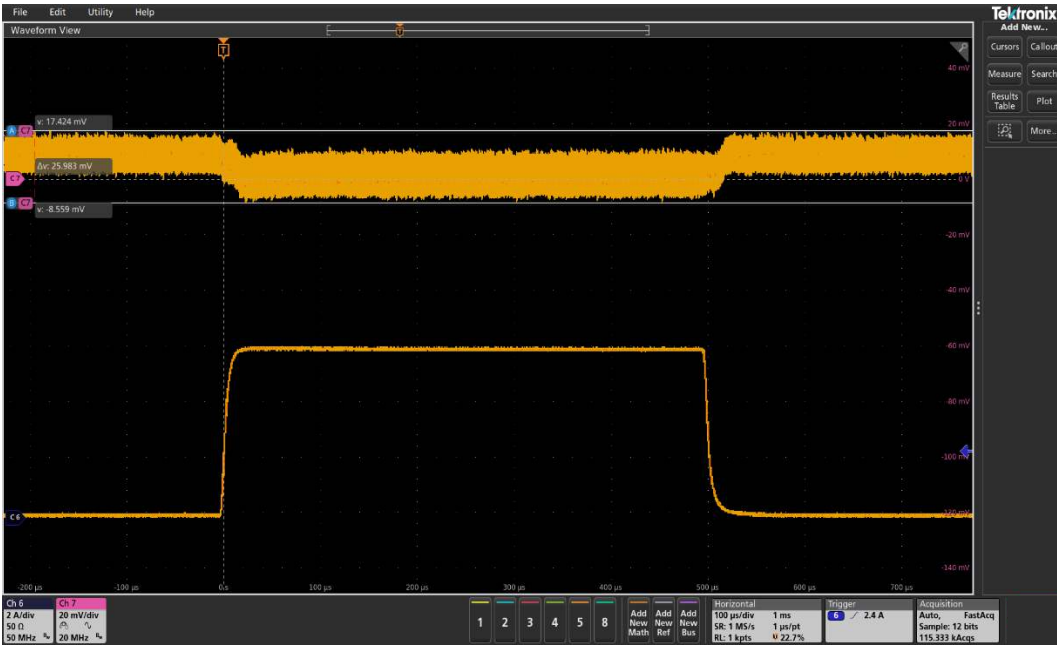 File Edit Utility Help
Tektronix
Waveform View
Add New...
Cursors Callout
Measure Search
Results Table Plot
More...
T
40 mV
20 mV
0 V
-20 mV
-40 mV
-60 mV
-80 mV
-100 mV
-120 mV
-140 mV
A C7 v: 17.424 mV
Δv: 25.983 mV
C7
B C7 v: -8.559 mV
C6
-200 µs -100 µs 0 s 100 µs 200 µs 300 µs 400 µs 500 µs 600 µs 700 µs
Ch 6
2 A/div
50 Ω
50 MHz
Ch 7
20 mV/div
20 MHz
1 2 3 4 5 8
Add New Math
Add New Ref
Add New Bus
Horizontal
100 µs/div 1 ms
SR: 1 MS/s 1 µs/pt
RL: 1 kpts 22.7%
Trigger
6 2.4 A
Acquisition
Auto, FastAcq
Sample: 12 bits
115.333 kAcqs